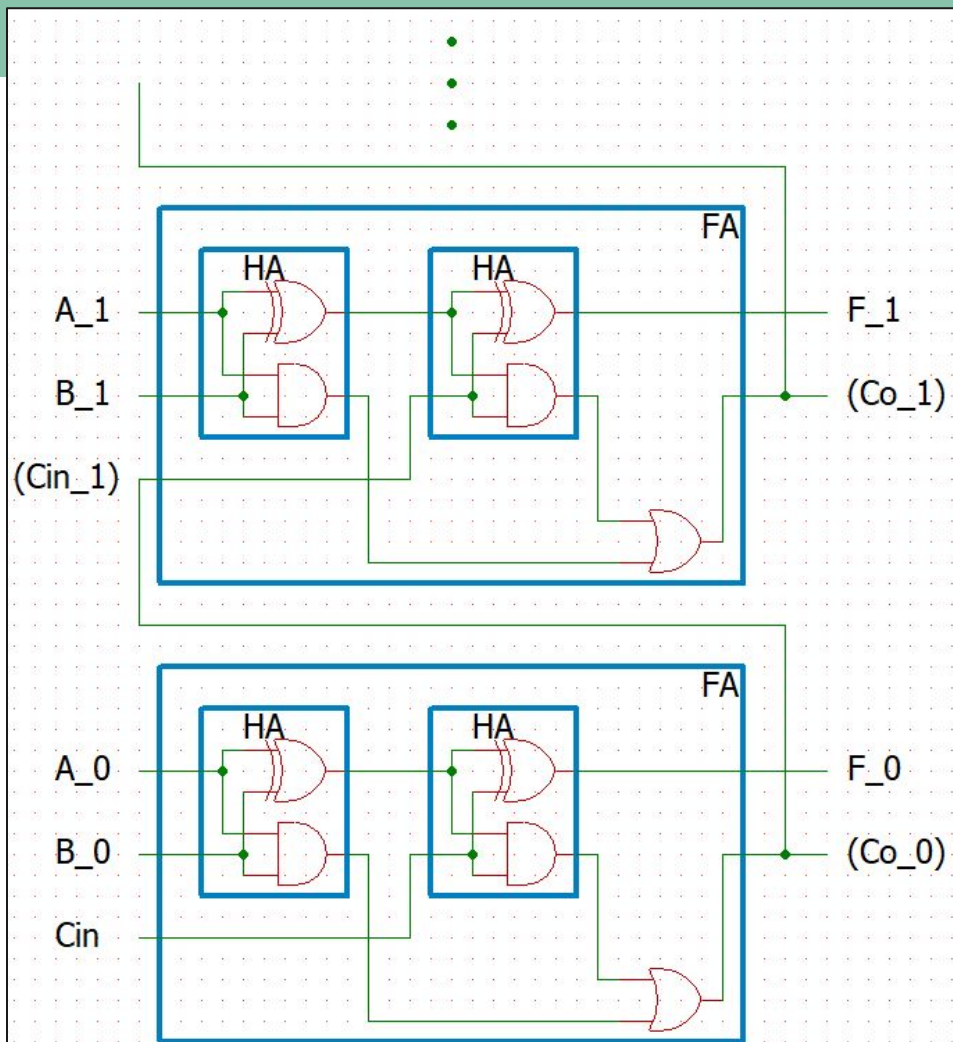 FA
HA HA
A_1 F_1
B_1 (Co_1)
(Cin_1)
FA
HA HA
A_0 F_0
B_0 (Co_0)
Cin